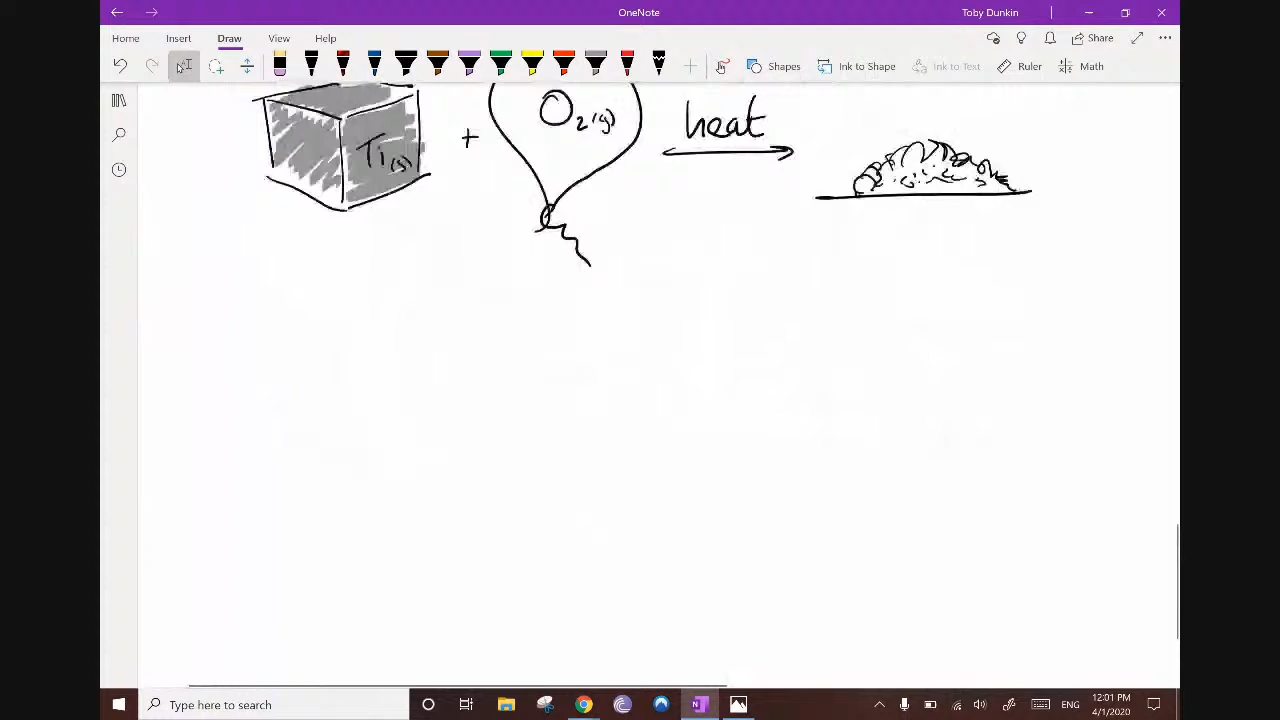 OneNote
Toby Dunkin
Home Insert Draw View Help
Share
Shapes Ink to Shape Ink to Text Ruler Math
Ti(s) + O2(g) heat
Type here to search
ENG
12:01 PM
4/1/2020